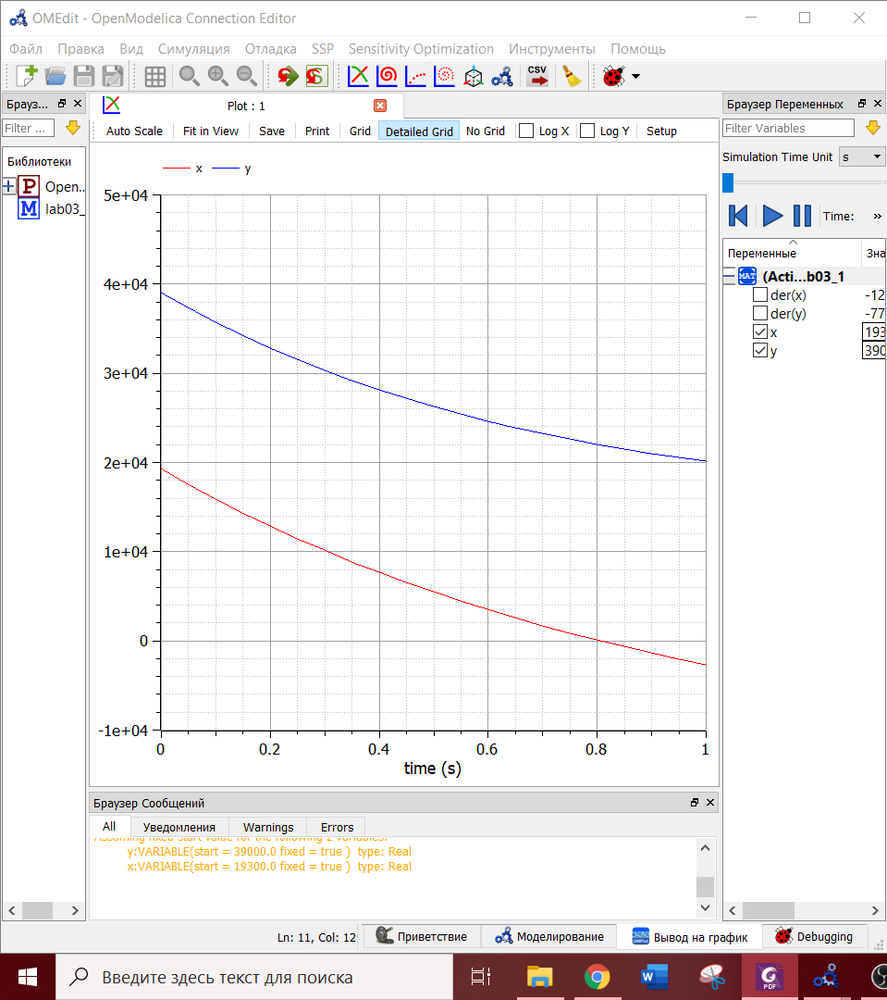 OMEdit - OpenModelica Connection Editor
Файл Правка Вид Симуляция Отладка SSP Sensitivity Optimization Инструменты Помощь
CSV
Брауз...
Plot : 1
Браузер Переменных
Filter ...
Auto Scale Fit in View Save Print Grid Detailed Grid No Grid Log X Log Y Setup
Filter Variables
Библиотеки
P Open..
M lab03_
Simulation Time Unit s
Time: »
x y
5e+04
4e+04
3e+04
2e+04
1e+04
0
-1e+04
0 0.2 0.4 0.6 0.8 1
time (s)
Переменные Зна
MAT (Acti...b03_1
der(x) -12
der(y) -77
x 193
y 390
Браузер Сообщений
All Уведомления Warnings Errors
Assuming fixed start value for the following 2 variables:
y:VARIABLE(start = 39000.0 fixed = true ) type: Real
x:VARIABLE(start = 19300.0 fixed = true ) type: Real
Ln: 11, Col: 12 Приветствие Моделирование Вывод на график Debugging
Введите здесь текст для поиска
W
PDF